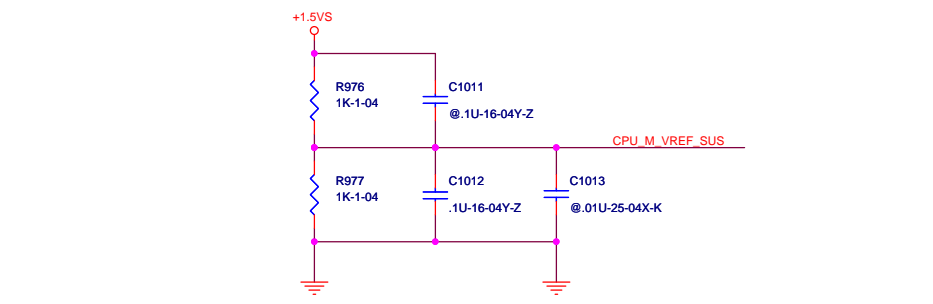 +1.5VS
R976
1K-1-04
C1011
@.1U-16-04Y-Z
CPU_M_VREF_SUS
R977
1K-1-04
C1012
.1U-16-04Y-Z
C1013
@.01U-25-04X-K